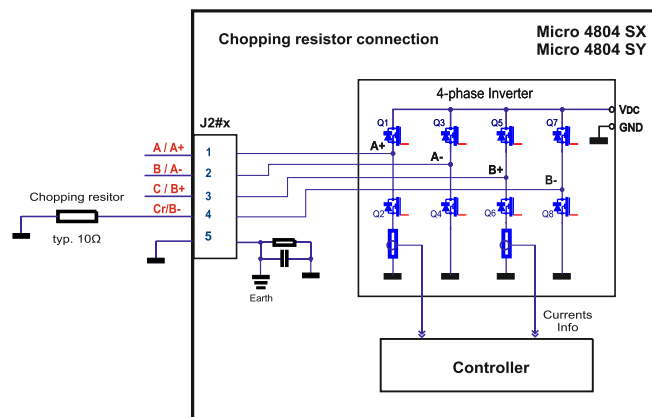 Micro 4804 SX
Chopping resistor connection
Micro 4804 SY
4-phase Inverter
J2#x
Q1
Q3
Q5
Q7
VDC
GND
A+
A / A+
1
A-
B / A-
2
B+
C / B+
3
B-
Chopping resitor
Cr/B-
4
Q2
Q4
Q6
Q8
typ. 10Ω
5
Earth
Currents
Info
Controller